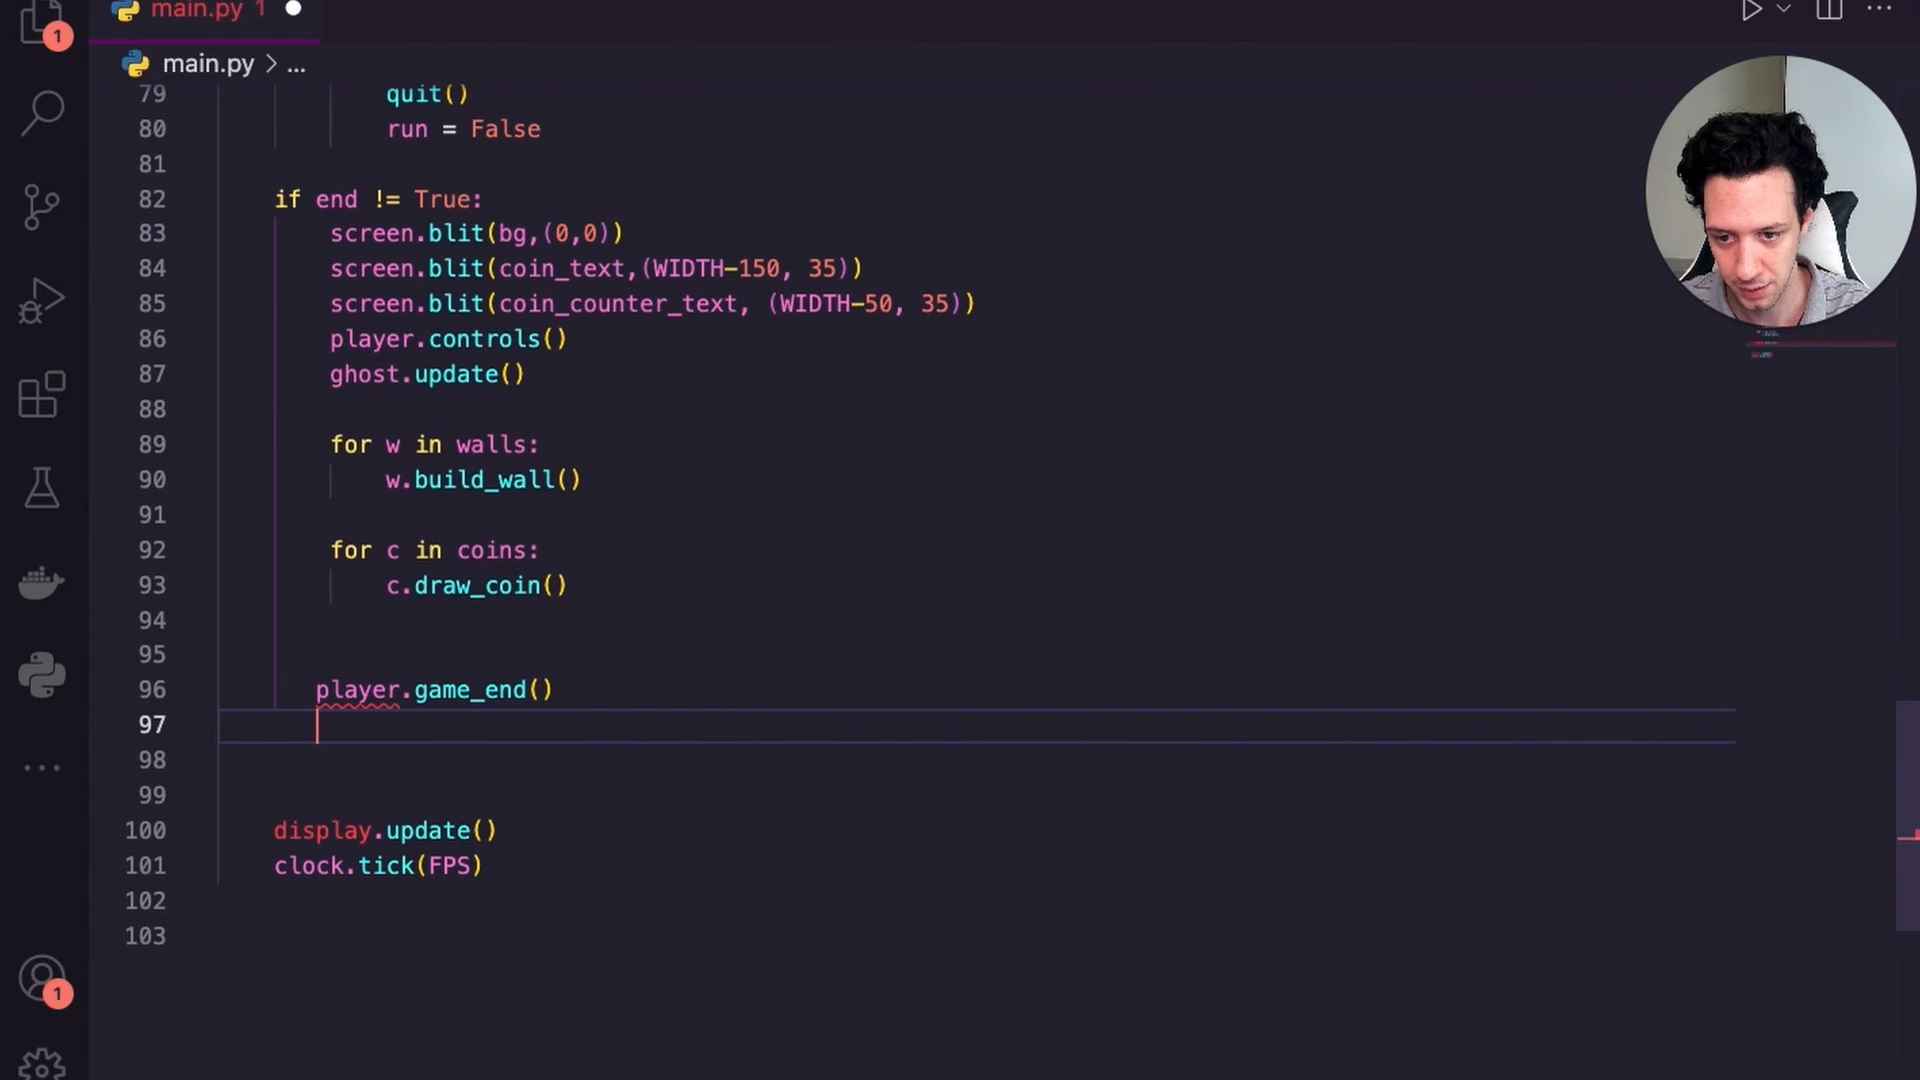 main.py 1
1
main.py > ...
79 quit()
80 run = False
81
82 if end != True:
83 screen.blit(bg,(0,0))
84 screen.blit(coin_text,(WIDTH-150, 35))
85 screen.blit(coin_counter_text, (WIDTH-50, 35))
86 player.controls()
87 ghost.update()
88
89 for w in walls:
90 w.build_wall()
91
92 for c in coins:
93 c.draw_coin()
94
95
96 player.game_end()
97
98
99
100 display.update()
101 clock.tick(FPS)
102
103
1